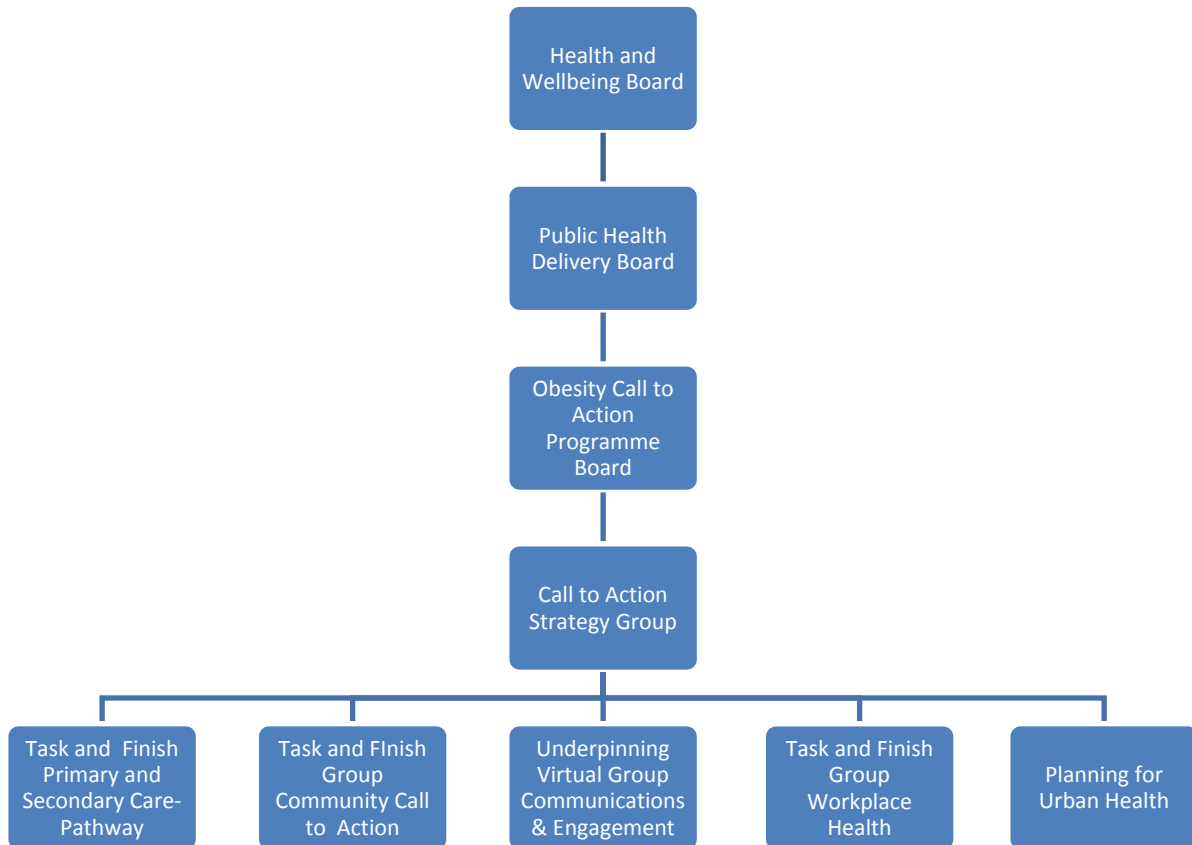 Health and
Wellbeing Board
Public Health
Delivery Board
Obesity Call to
Action
Programme
Board
Call to Action
Strategy Group
Task and  Finish
Primary and
Secondary Care-
Pathway
Task and FInish
Group
Community Call
to  Action
Underpinning
Virtual Group
Communications
& Engagement
Task and Finish
Group
Workplace
Health
Planning for
Urban Health